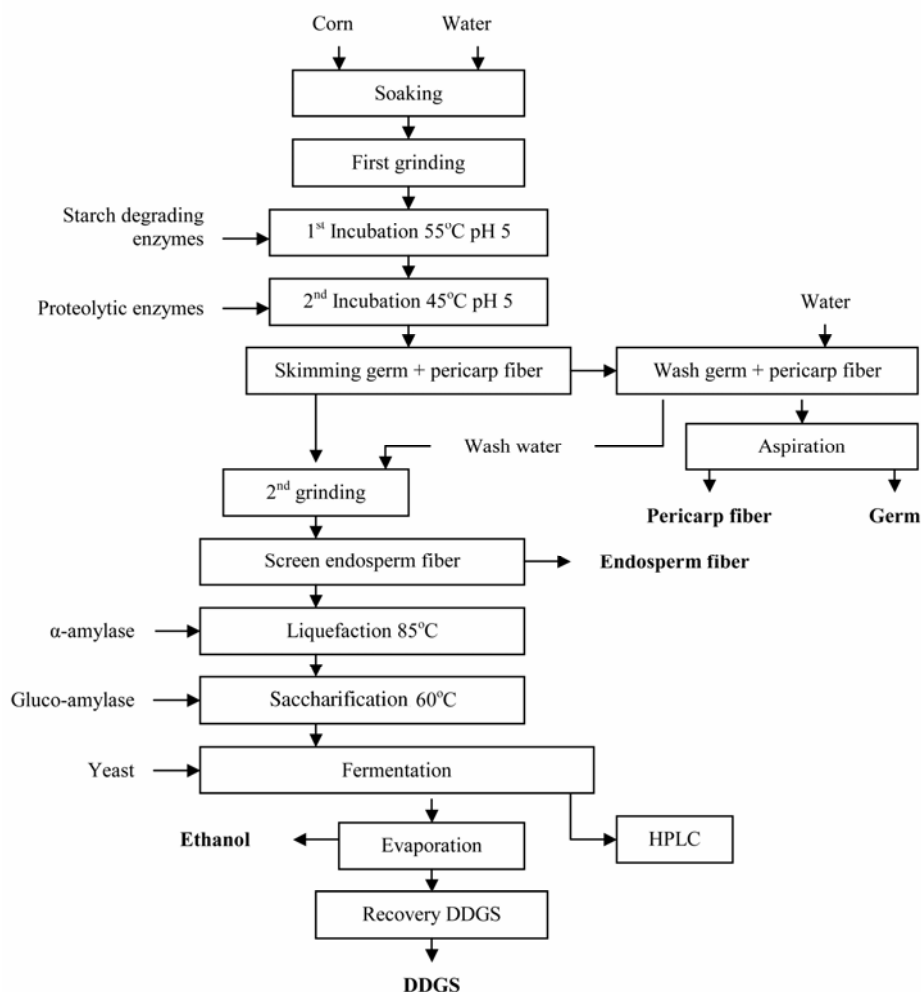 Corn
Water
Soaking
First grinding
Starch degrading
enzymes
1st Incubation 55oC pH 5
Proteolytic enzymes
2nd Incubation 45oC pH 5
Water
Skimming germ + pericarp fiber
Wash germ + pericarp fiber
Wash water
Aspiration
2nd grinding
Pericarp fiber
Germ
Screen endosperm fiber
Endosperm fiber
α-amylase
Liquefaction 85oC
Gluco-amylase
Saccharification 60oC
Yeast
Fermentation
Ethanol
Evaporation
HPLC
Recovery DDGS
DDGS